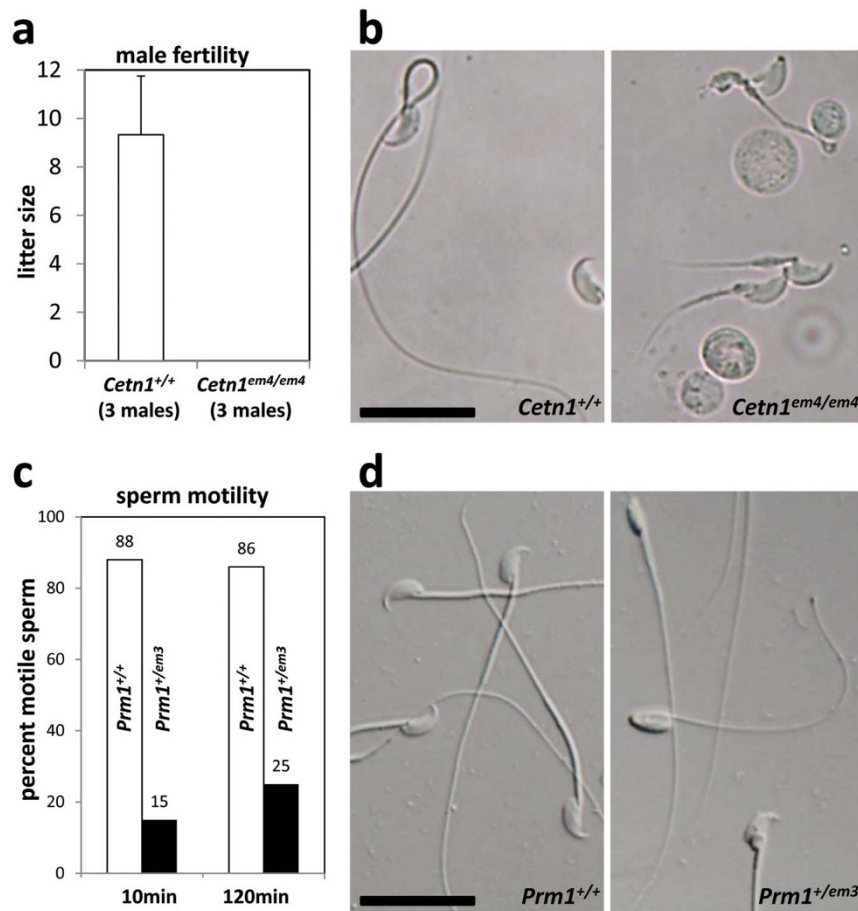 a
male fertility
12
10
8
6
4
2
0
litter size
Cetn1+/+
(3 males)
Cetn1em4/em4
(3 males)
b
Cetn1+/+
Cetn1em4/em4
c
sperm motility
100
80
60
40
20
0
percent motile sperm
88
Prm1+/+
15
Prm1+/em3
86
Prm1+/+
25
Prm1+/em3
10min
120min
d
Prm1+/+
Prm1+/em3